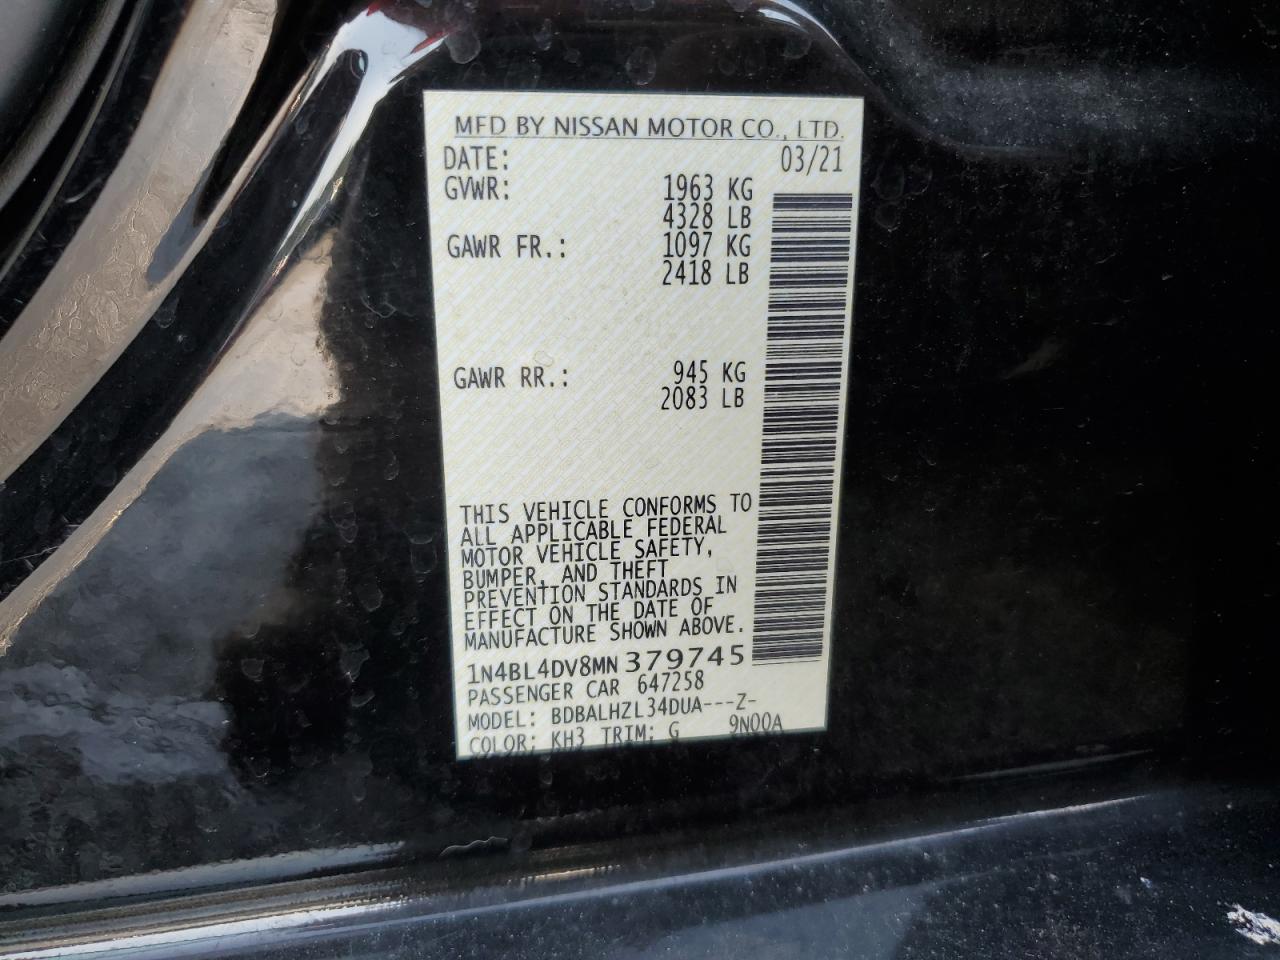 MFD BY NISSAN MOTOR CO., LTD.
DATE: 03/21
GVWR: 1963 KG
4328 LB
GAWR FR.: 1097 KG
2418 LB
GAWR RR.: 945 KG
2083 LB
THIS VEHICLE CONFORMS TO
ALL APPLICABLE FEDERAL
MOTOR VEHICLE SAFETY,
BUMPER, AND THEFT
PREVENTION STANDARDS IN
EFFECT ON THE DATE OF
MANUFACTURE SHOWN ABOVE.
1N4BL4DV8MN379745
PASSENGER CAR 647258
MODEL: BDBALHZL34DUA---Z-
COLOR: KH3 TRIM: G 9N00A